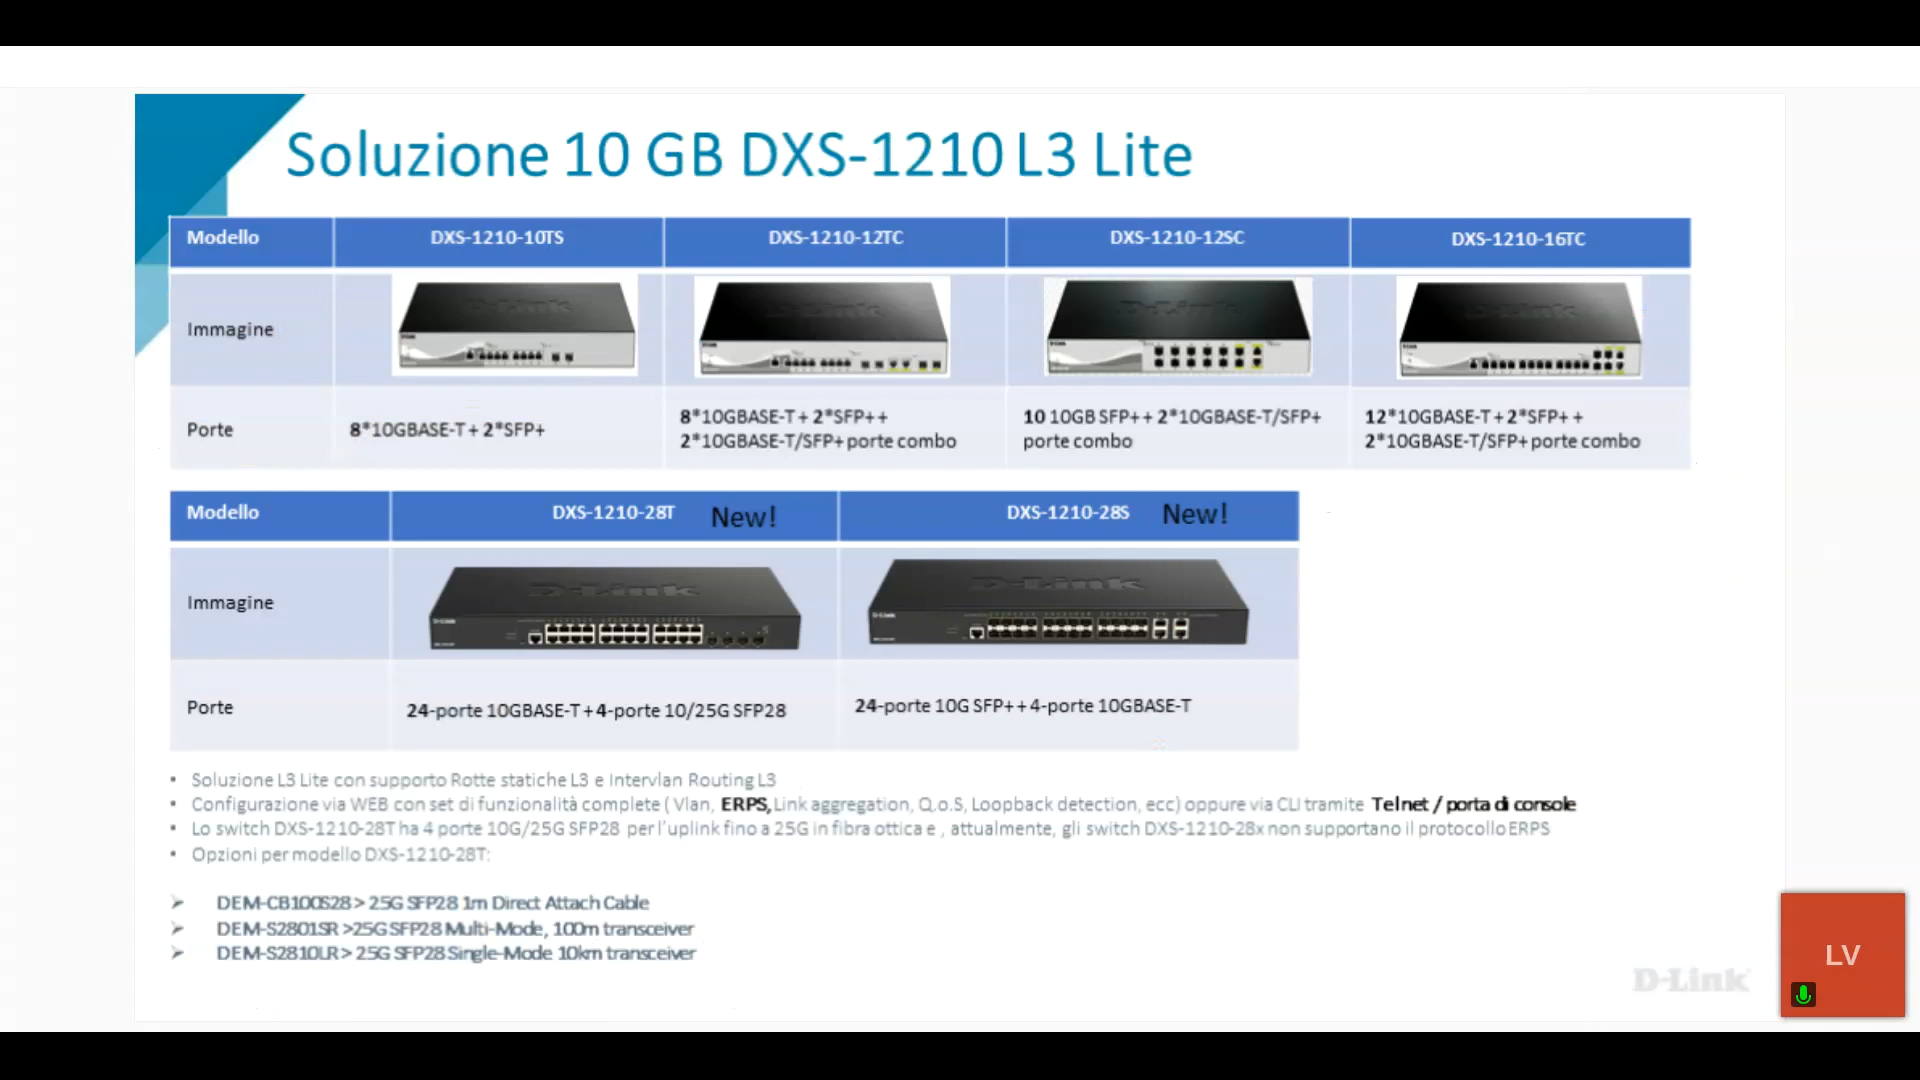 Soluzione 10 GB DXS-1210 L3 Lite
Modello DXS-1210-10TS DXS-1210-12TC DXS-1210-12SC DXS-1210-16TC
Immagine
Porte 8*10GBASE-T + 2*SFP+
8*10GBASE-T + 2*SFP+ +
2*10GBASE-T/SFP+ porte combo
10 10GB SFP+ + 2*10GBASE-T/SFP+
porte combo
12*10GBASE-T + 2*SFP+ +
2*10GBASE-T/SFP+ porte combo
Modello DXS-1210-28T New! DXS-1210-28S New!
Immagine
D-Link D-Link
Porte 24-porte 10GBASE-T + 4-porte 10/25G SFP28 24-porte 10G SFP+ + 4-porte 10GBASE-T
• Soluzione L3 Lite con supporto Rotte statiche L3 e Intervlan Routing L3
• Configurazione via WEB con set di funzionalità complete ( Vlan, ERPS, Link aggregation, Q.o.S, Loopback detection, ecc) oppure via CLI tramite Telnet / porta di console
• Lo switch DXS-1210-28T ha 4 porte 10G/25G SFP28 per l'uplink fino a 25G in fibra ottica e , attualmente, gli switch DXS-1210-28x non supportano il protocollo ERPS
• Opzioni per modello DXS-1210-28T:
➢ DEM-CB100S28 > 25G SFP28 1m Direct Attach Cable
➢ DEM-S2801SR >25G SFP28 Multi-Mode, 100m transceiver
➢ DEM-S2810LR > 25G SFP28 Single-Mode 10km transceiver
D-Link
LV